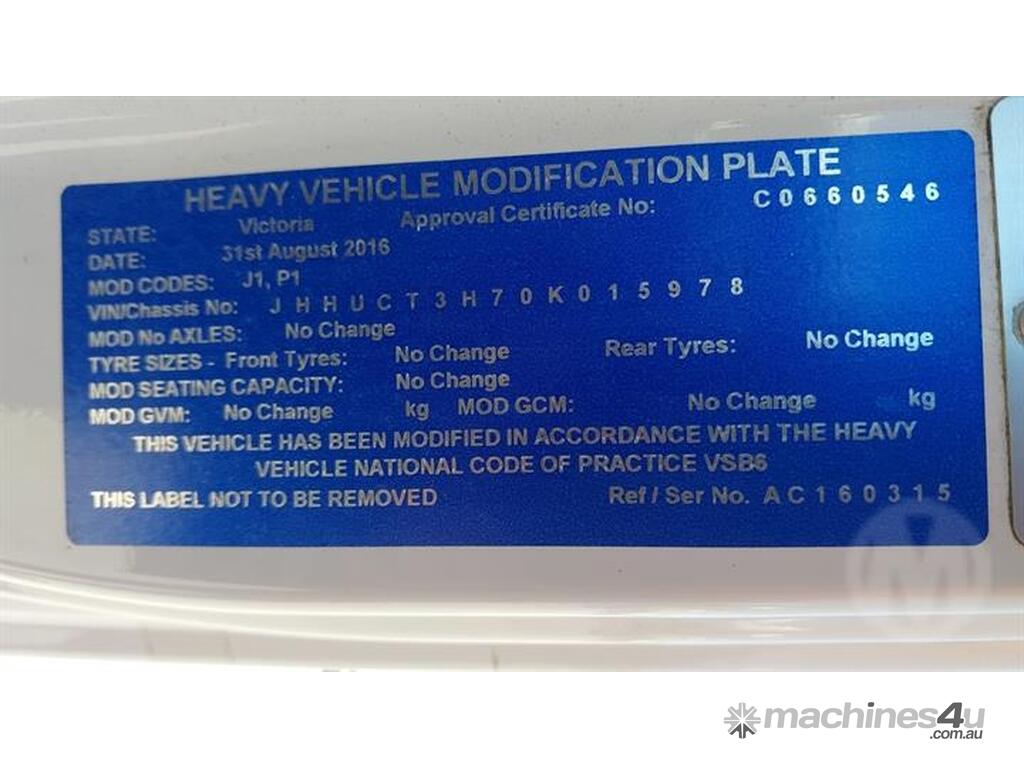 HEAVY VEHICLE MODIFICATION PLATE
STATE: Victoria Approval Certificate No: C0660546
DATE: 31st August 2016
MOD CODES: J1, P1
VIN/Chassis No: JHHUCT3H70K015978
MOD No AXLES: No Change
TYRE SIZES - Front Tyres: No Change Rear Tyres: No Change
MOD SEATING CAPACITY: No Change
MOD GVM: No Change kg MOD GCM: No Change kg
THIS VEHICLE HAS BEEN MODIFIED IN ACCORDANCE WITH THE HEAVY
VEHICLE NATIONAL CODE OF PRACTICE VSB6
THIS LABEL NOT TO BE REMOVED Ref / Ser No. AC160315
M
machines4u
.com.au